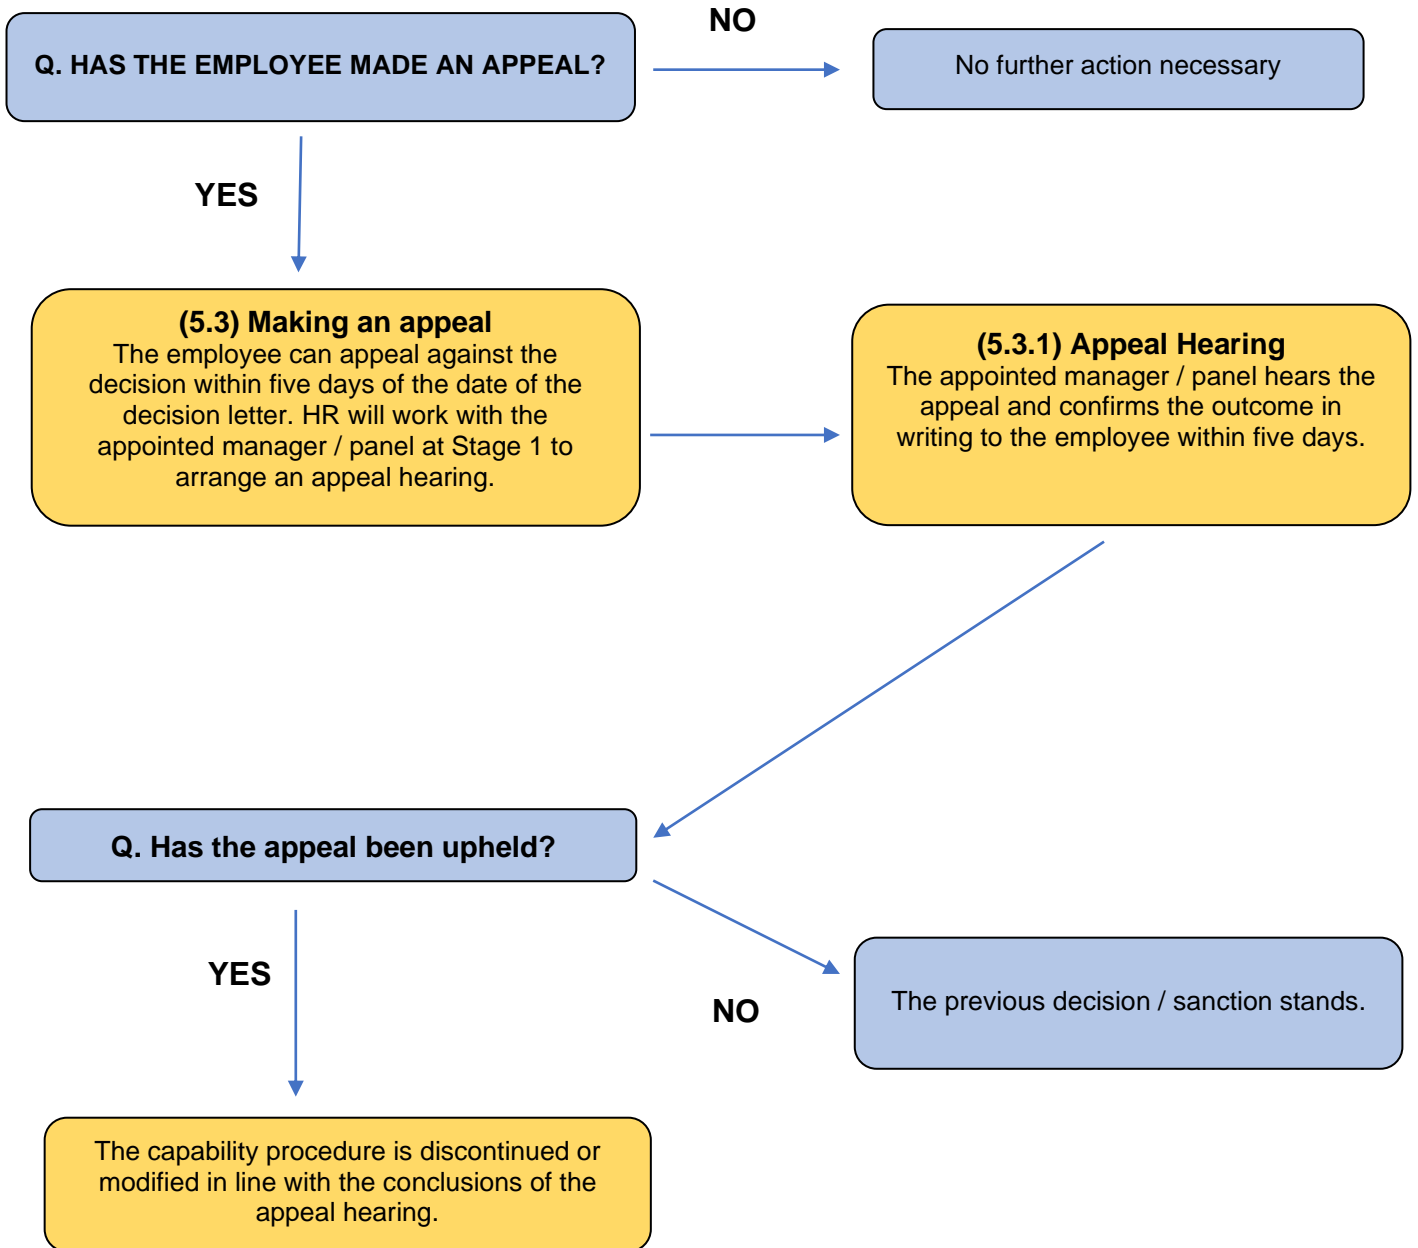 NO
Q. HAS THE EMPLOYEE MADE AN APPEAL?
No further action necessary
YES
(5.3) Making an appeal
The employee can appeal against the
decision within five days of the date of the
decision letter. HR will work with the
appointed manager / panel at Stage 1 to
arrange an appeal hearing.
(5.3.1) Appeal Hearing
The appointed manager / panel hears the
appeal and confirms the outcome in
writing to the employee within five days.
Q. Has the appeal been upheld?
YES
NO
The previous decision / sanction stands.
The capability procedure is discontinued or
modified in line with the conclusions of the
appeal hearing.